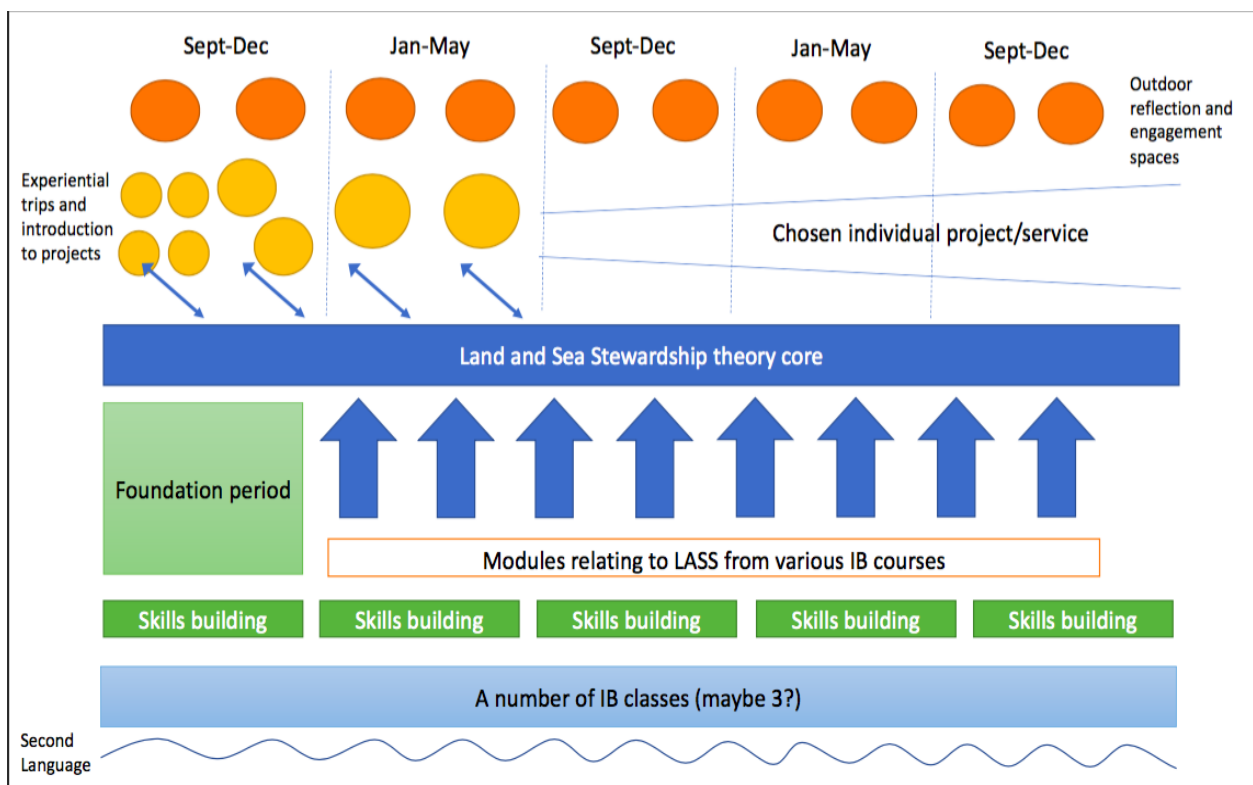 Sept-Dec
Jan-May
Sept-Dec
Jan-May
Sept-Dec
Outdoor
reflection and
engagement
spaces
Experiential
trips and
introduction
to projects
Chosen individual project/service
Land and Sea Stewardship theory core
Foundation period
Modules relating to LASS from various IB courses
Skills building
Skills building
Skills building
Skills building
Skills building
A number of IB classes (maybe 3?)
Second
Language